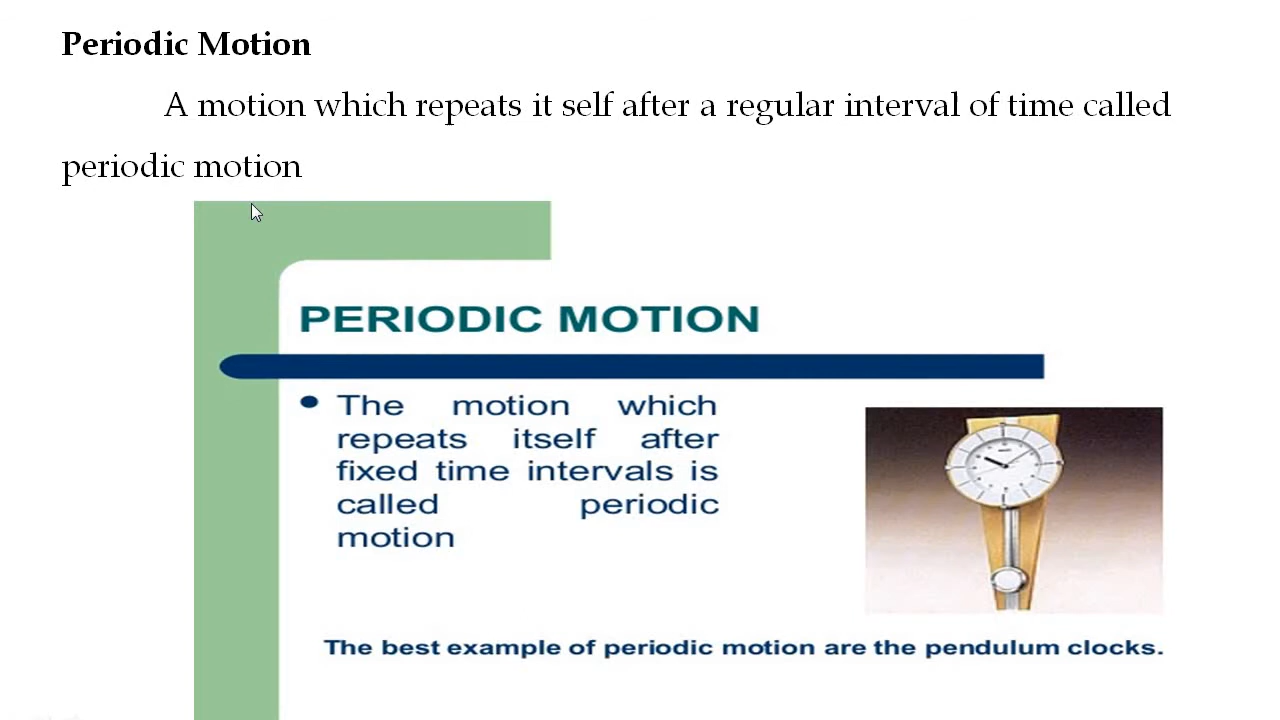 Periodic Motion
A motion which repeats it self after a regular interval of time called
periodic motion
PERIODIC MOTION
The motion which
repeats itself after
fixed time intervals is
called periodic
motion
The best example of periodic motion are the pendulum clocks.